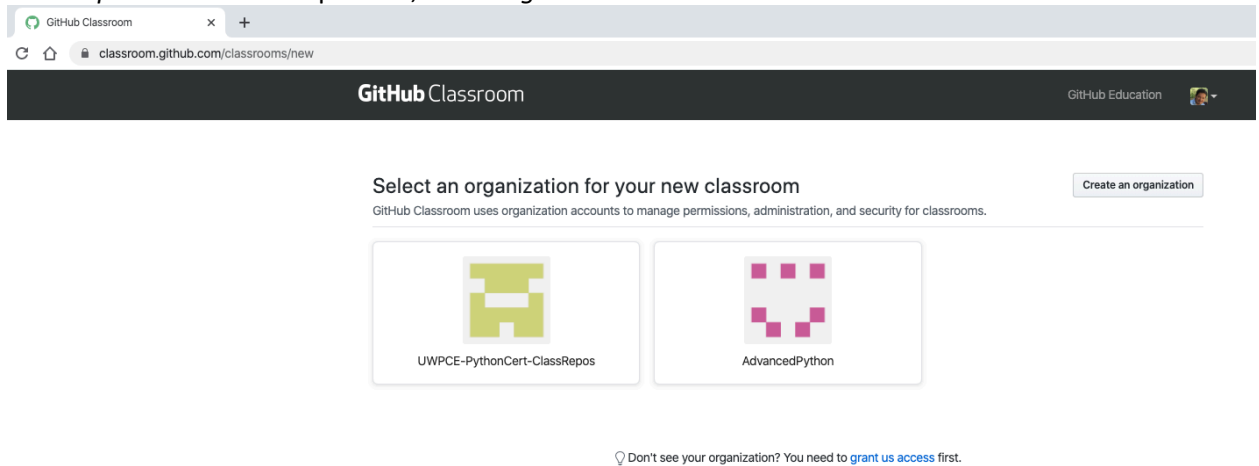 GitHub Classroom
classroom.github.com/classrooms/new
GitHub Classroom
GitHub Education
Select an organization for your new classroom
Create an organization
GitHub Classroom uses organization accounts to manage permissions, administration, and security for classrooms.
UWPCE-PythonCert-ClassRepos
AdvancedPython
Don't see your organization? You need to grant us access first.